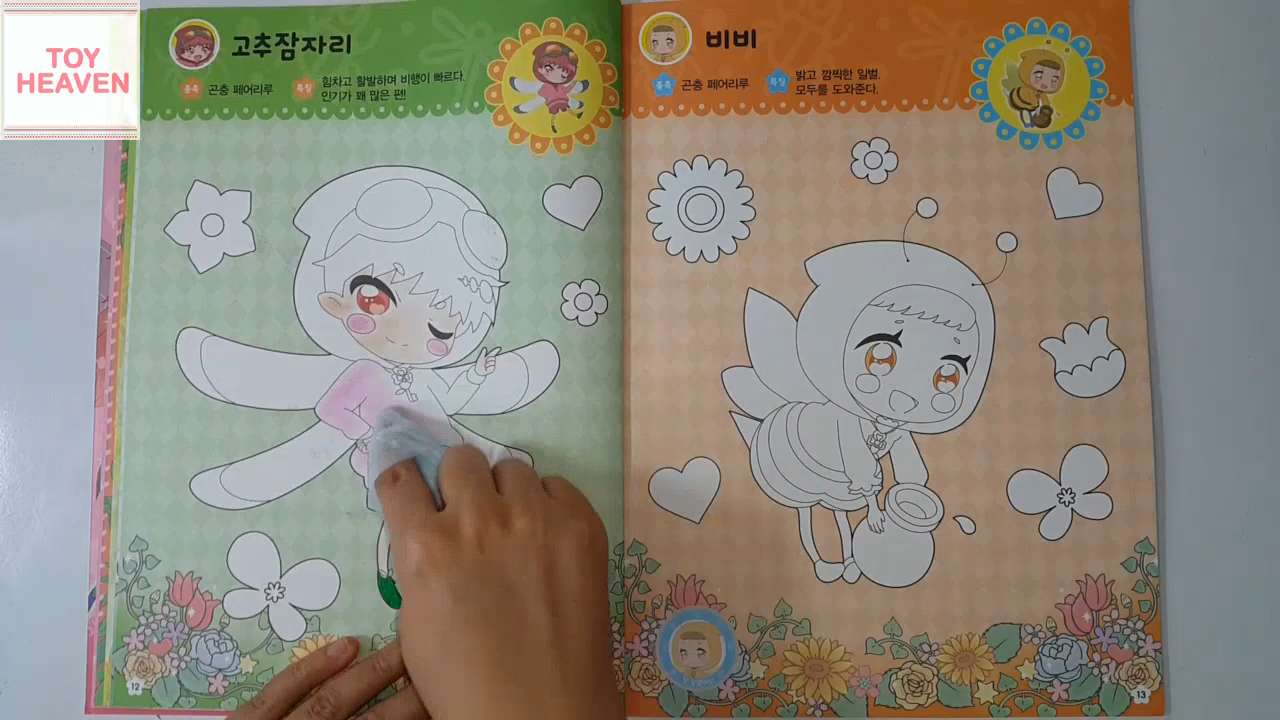 TOY
HEAVEN
고추잠자리
종족 곤충 페어리루
특징 힘차고 활발하며 비행이 빠르다.
인기가 꽤 많은 편!
비비
종족 곤충 페어리루
특징 밝고 깜찍한 일벌.
모두를 도와준다.
12
13